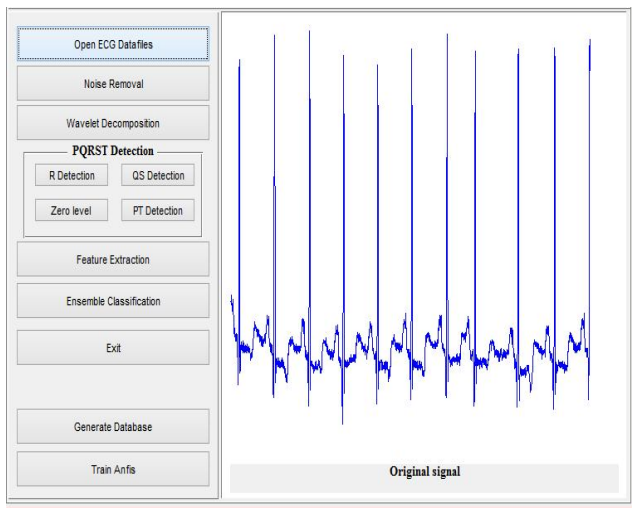 Open ECG Datafiles
Noise Removal
Wavelet Decomposition
PQRST Detection
R Detection
QS Detection
Zero level
PT Detection
Feature Extraction
Ensemble Classification
Exit
Generate Database
Train Anfis
Original signal